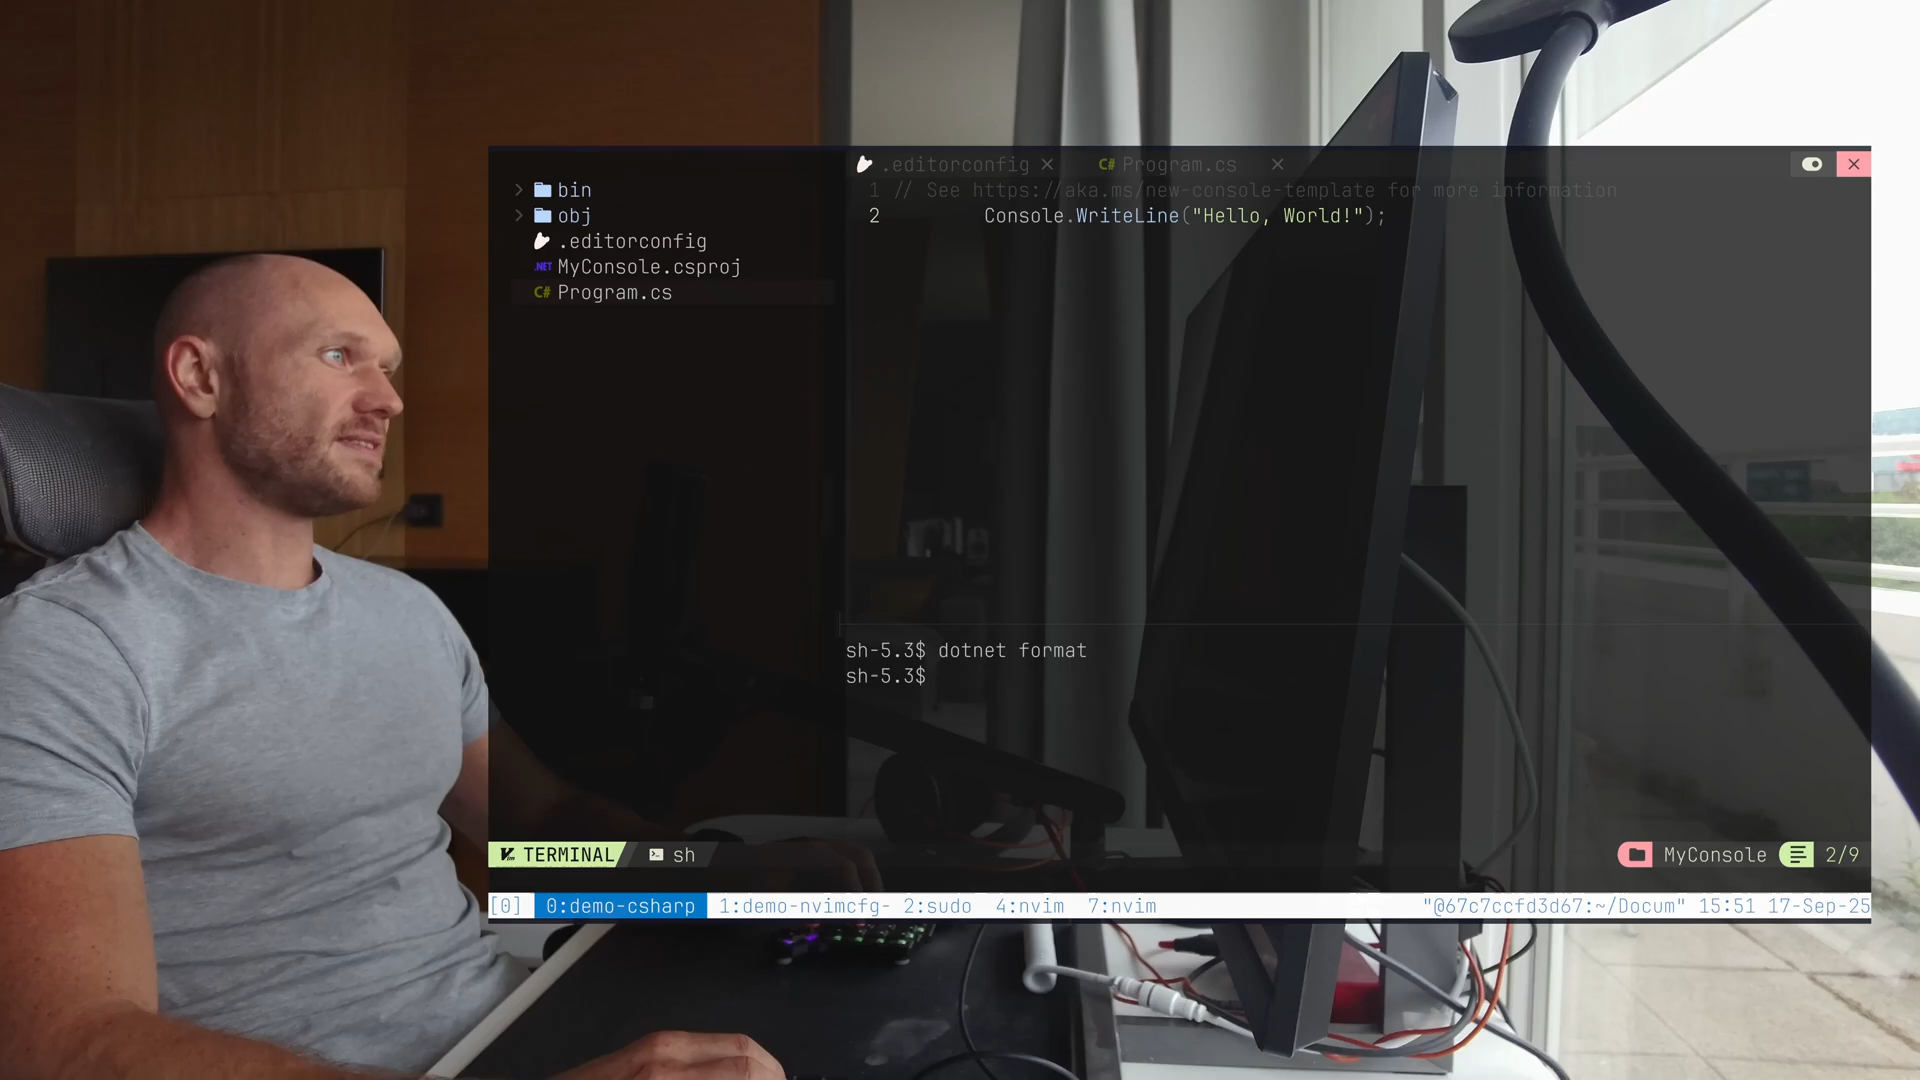 .editorconfig × C# Program.cs ×
bin
obj
.editorconfig
.NET MyConsole.csproj
C# Program.cs
1 // See https://aka.ms/new-console-template for more information
2 Console.WriteLine("Hello, World!");
sh-5.3$ dotnet format
sh-5.3$
TERMINAL sh MyConsole 2/9
[0] 0:demo-csharp 1:demo-nvimcfg- 2:sudo 4:nvim 7:nvim "@67c7ccfd3d67:~/Docum" 15:51 17-Sep-25